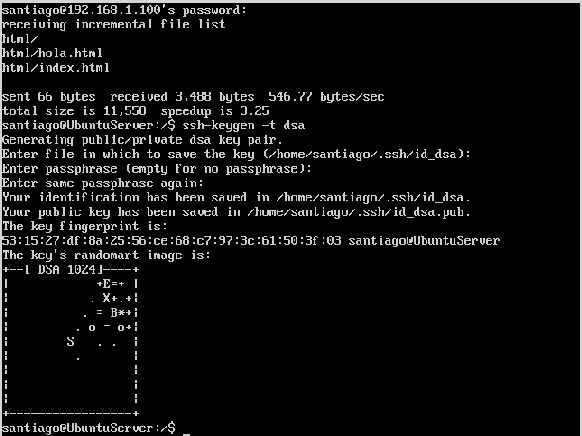 santiago@192.168.1.100's password:
receiving incremental file list
html/
html/hola.html
html/index.html
sent 66 bytes  received 3,488 bytes  546.77 bytes/sec
total size is 11,550  speedup is 3.25
santiago@UbuntuServer:/$ ssh-keygen -t dsa
Generating public/private dsa key pair.
Enter file in which to save the key (/home/santiago/.ssh/id_dsa):
Enter passphrase (empty for no passphrase):
Enter same passphrase again:
Your identification has been saved in /home/santiago/.ssh/id_dsa.
Your public key has been saved in /home/santiago/.ssh/id_dsa.pub.
The key fingerprint is:
53:15:27:df:8a:25:56:ce:68:c7:97:3c:61:50:3f:03 santiago@UbuntuServer
The key's randomart image is:
+--[ DSA 1024]----+
|           +E=+ |
|          . X+.+|
|         . = B*+|
|        . o = o+|
|       S   . .  |
|        .        |
|                 |
|                 |
|                 |
+-----------------+
santiago@UbuntuServer:/$ _